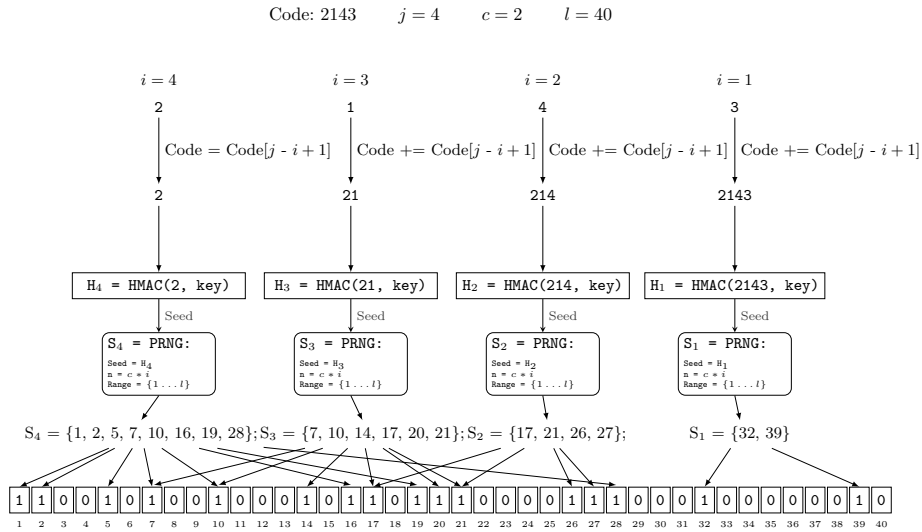 Code: 2143 j = 4 c = 2 l = 40
i = 4 i = 3 i = 2 i = 1
2 1 4 3
Code = Code[j - i + 1] Code += Code[j - i + 1] Code += Code[j - i + 1] Code += Code[j - i + 1]
2 21 214 2143
H₄ = HMAC(2, key) H₃ = HMAC(21, key) H₂ = HMAC(214, key) H₁ = HMAC(2143, key)
Seed Seed Seed Seed
S₄ = PRNG: S₃ = PRNG: S₂ = PRNG: S₁ = PRNG:
Seed = H₄ Seed = H₃ Seed = H₂ Seed = H₁
n = c * i n = c * i n = c * i n = c * i
Range = {1 ... l} Range = {1 ... l} Range = {1 ... l} Range = {1 ... l}
S₄ = {1, 2, 5, 7, 10, 16, 19, 28}; S₃ = {7, 10, 14, 17, 20, 21}; S₂ = {17, 21, 26, 27}; S₁ = {32, 39}
1 1 0 0 1 0 1 0 0 1 0 0 0 1 0 1 1 0 1 1 1 0 0 0 0 1 1 1 0 0 0 1 0 0 0 0 0 0 1 0
1 2 3 4 5 6 7 8 9 10 11 12 13 14 15 16 17 18 19 20 21 22 23 24 25 26 27 28 29 30 31 32 33 34 35 36 37 38 39 40